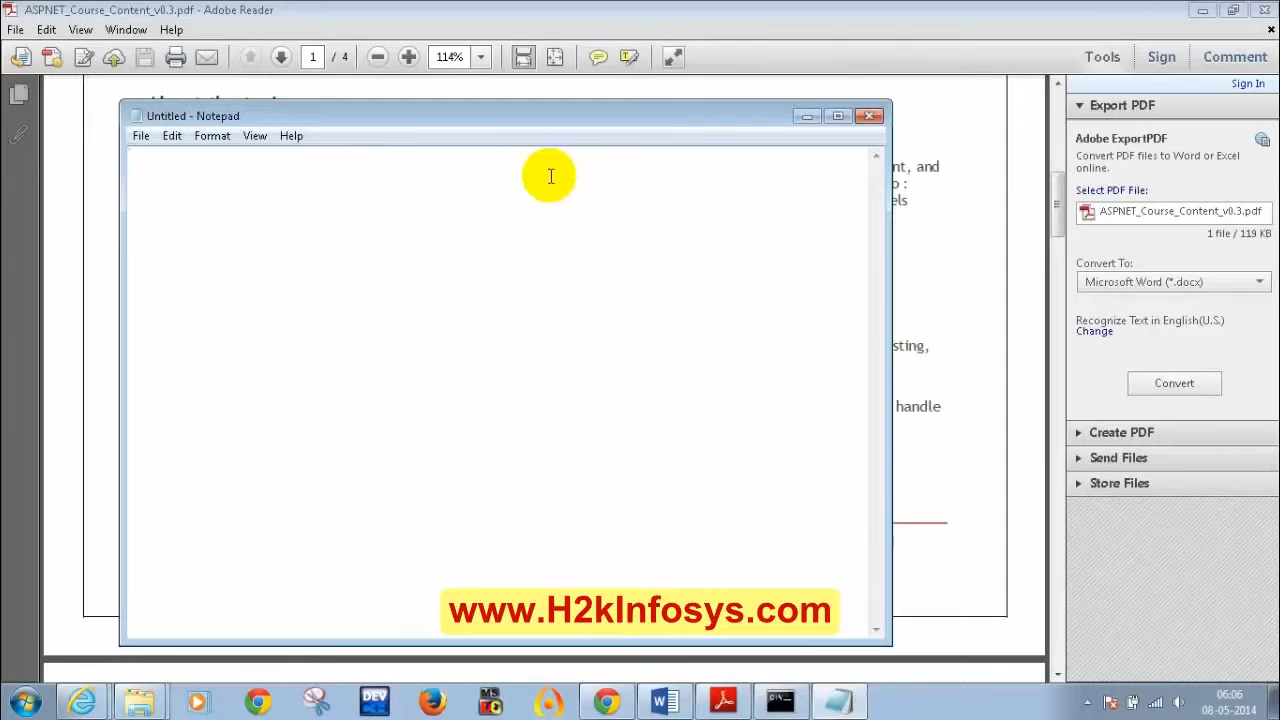 ASPNET_Course_Content_v0.3.pdf - Adobe Reader
File Edit View Window Help
1 / 4 114% Tools Sign Comment
Sign In
Export PDF
Adobe ExportPDF
Convert PDF files to Word or Excel
online.
Select PDF File:
ASPNET_Course_Content_v0.3.pdf
1 file / 119 KB
Convert To:
Microsoft Word (*.docx)
Recognize Text in English(U.S.)
Change
Convert
Create PDF
Send Files
Store Files
Untitled - Notepad
File Edit Format View Help
nt, and
o :
els
sting,
handle
www.H2kInfosys.com
DEV
MS
C:\
06:06
08-05-2014